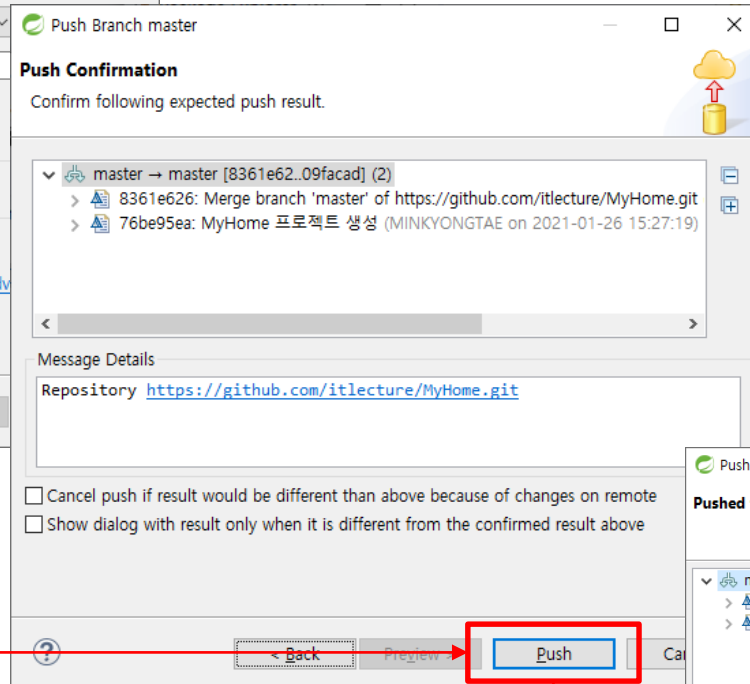 Push Branch master
Push Confirmation
Confirm following expected push result.
master → master [8361e62..09facad] (2)
8361e626: Merge branch 'master' of https://github.com/itlecture/MyHome.git
76be95ea: MyHome 프로젝트 생성 (MINKYONGTAE on 2021-01-26 15:27:19)
Message Details
Repository https://github.com/itlecture/MyHome.git
Cancel push if result would be different than above because of changes on remote
Show dialog with result only when it is different from the confirmed result above
< Back Preview > Push
Push
Pushed